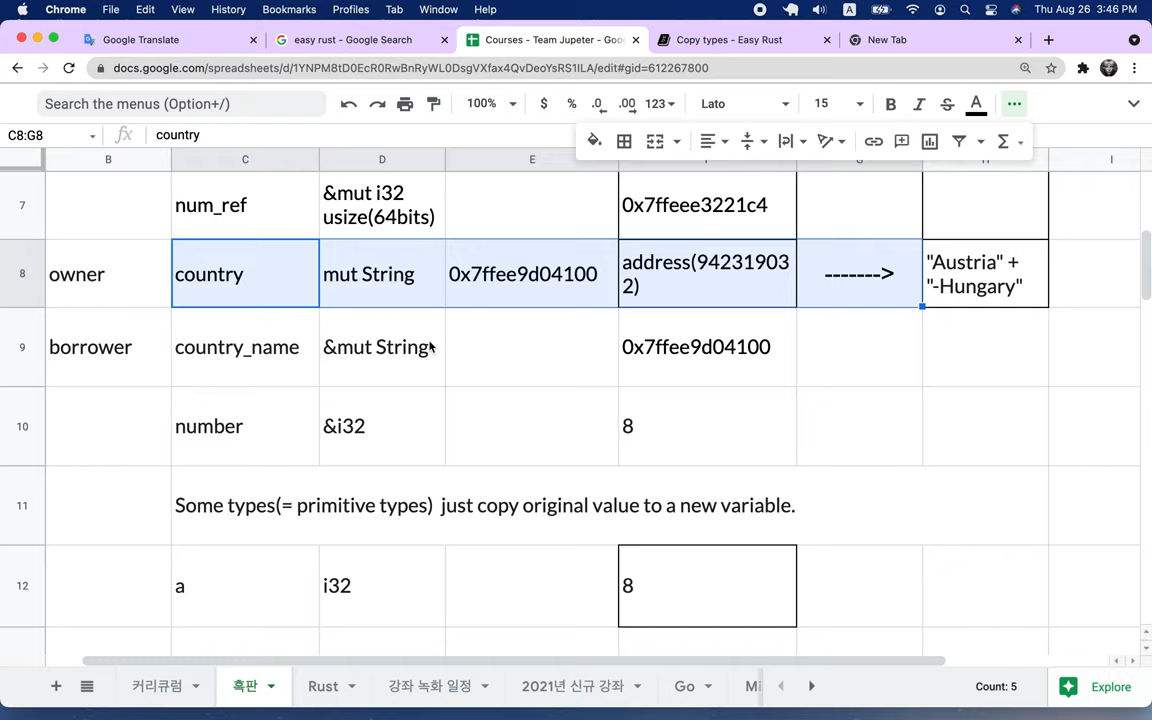 Chrome File Edit View History Bookmarks Profiles Tab Window Help A Thu Aug 26 3:46 PM
Google Translate easy rust - Google Search Courses - Team Jupeter - Goo Copy types - Easy Rust New Tab
docs.google.com/spreadsheets/d/1YNPM8tD0EcR0RwBnRyWL0DsgVXfax4QvDeoYsRS1ILA/edit#gid=612267800
Search the menus (Option+/) 100% $ % .0 .00 123 Lato 15 B I S A
C8:G8 fx country
B C D E F G H I
7 num_ref &mut i32 0x7ffeee3221c4
usize(64bits)
8 owner country mut String 0x7ffee9d04100 address(94231903 -------> "Austria" +
2) "-Hungary"
9 borrower country_name &mut String 0x7ffee9d04100
10 number &i32 8
11 Some types(= primitive types) just copy original value to a new variable.
12 a i32 8
커리큘럼 흑판 Rust 강좌 녹화 일정 2021년 신규 강좌 Go Mi Count: 5 Explore